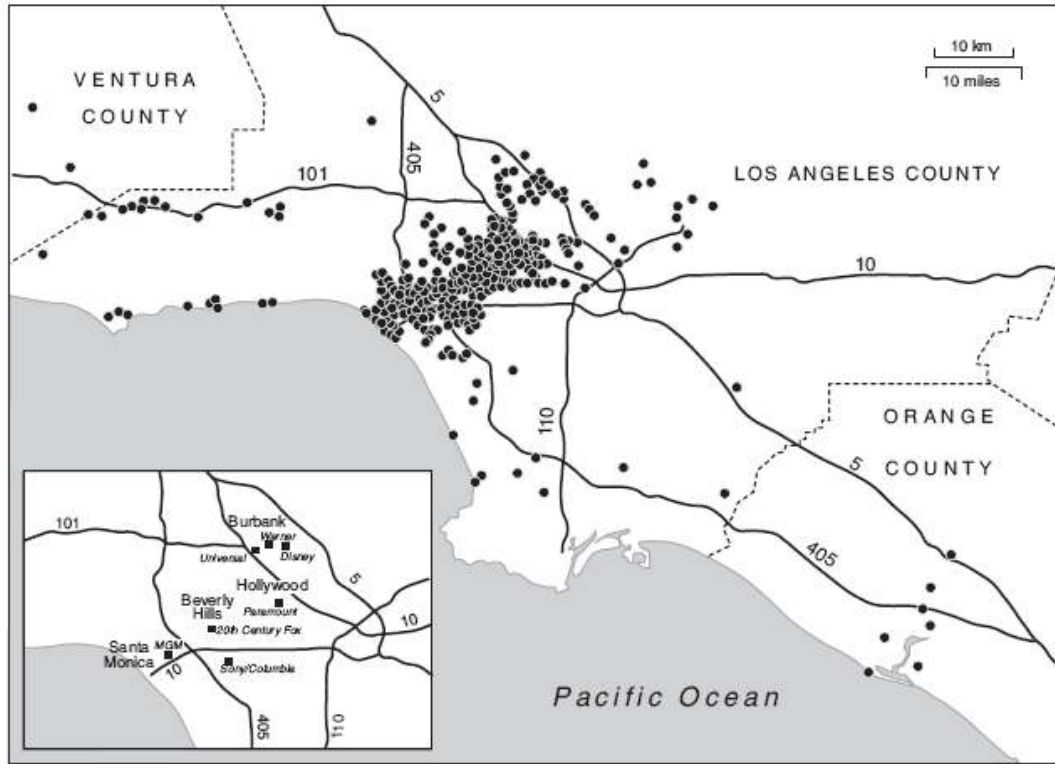 10 km
10 miles
VENTURA
COUNTY
5
405
101
LOS ANGELES COUNTY
10
110
ORANGE
COUNTY
5
405
Pacific Ocean
101
Burbank
Warner
Universal
Disney
5
Hollywood
Paramount
Beverly
Hills
20th Century Fox
10
Santa
Monica
MGM
10
Sony/Columbia
405
110